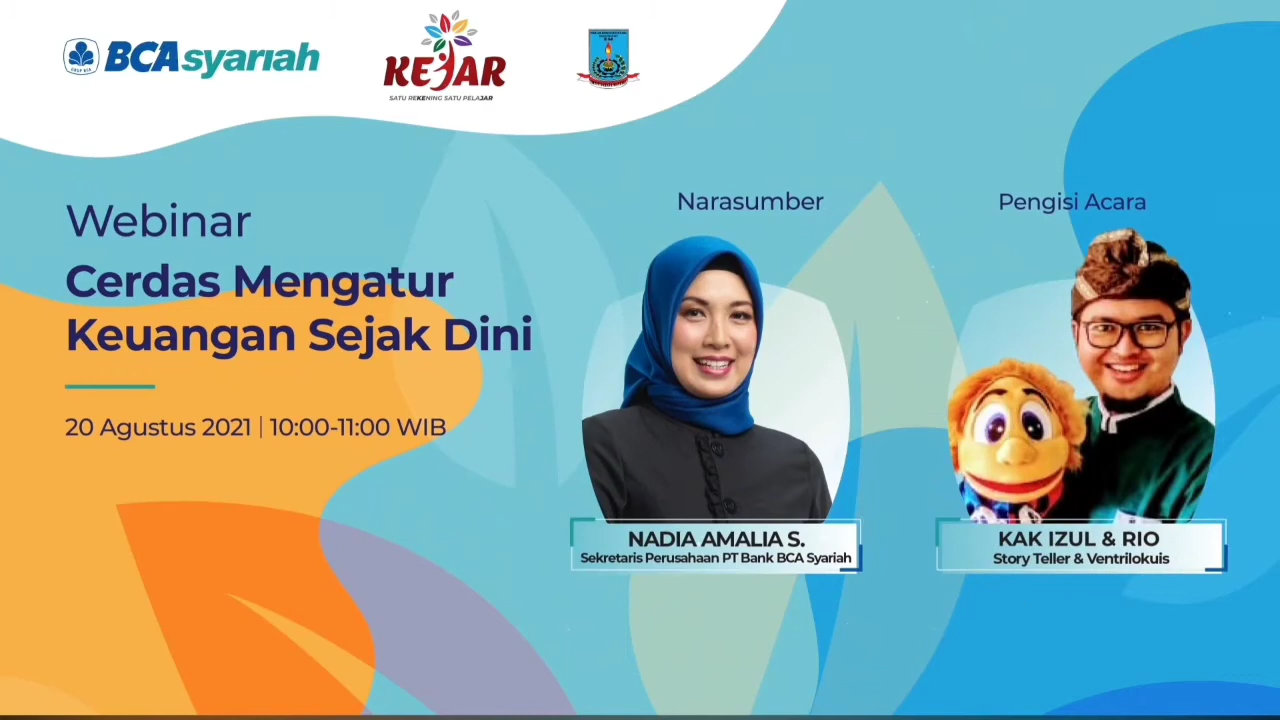 BCA syariah
GRUP BCA
KEJAR
SATU REKENING SATU PELAJAR
Webinar
Cerdas Mengatur
Keuangan Sejak Dini
20 Agustus 2021 | 10:00-11:00 WIB
Narasumber
NADIA AMALIA S.
Sekretaris Perusahaan PT Bank BCA Syariah
Pengisi Acara
KAK IZUL & RIO
Story Teller & Ventrilokuis